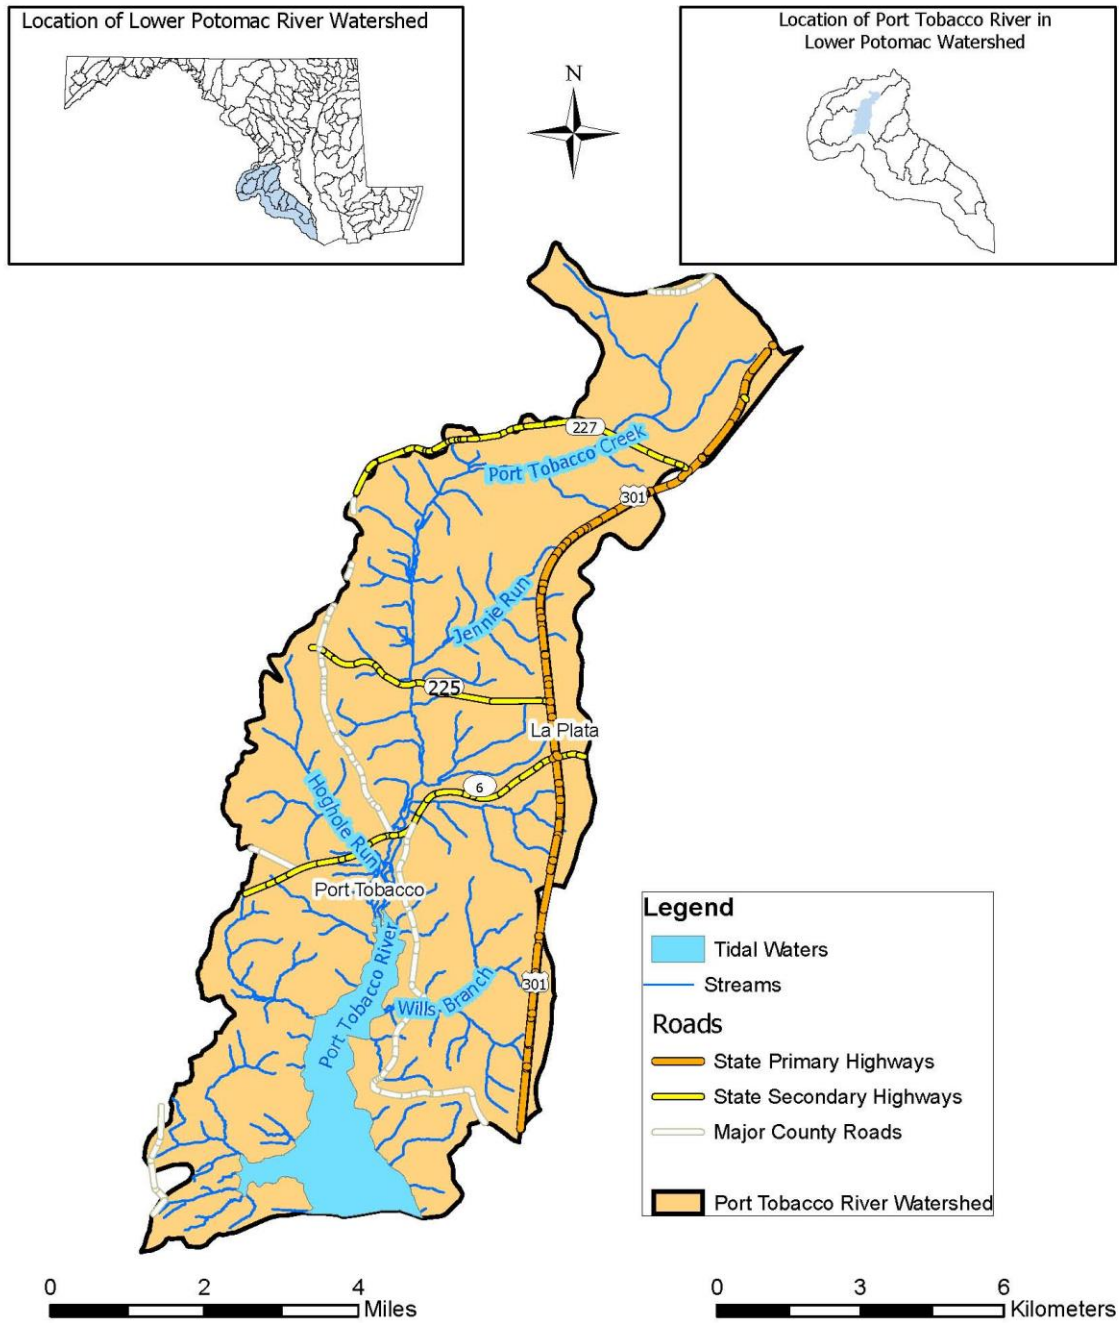 Location of Lower Potomac River Watershed
Location of Port Tobacco River in
Lower Potomac Watershed
N
227
Port Tobacco Creek
301
Jennie Run
225
La Plata
6
Hoghole Run
Port Tobacco
Port Tobacco River
Wills Branch
301
Legend
Tidal Waters
Streams
Roads
State Primary Highways
State Secondary Highways
Major County Roads
Port Tobacco River Watershed
0 2 4
Miles
0 3 6
Kilometers